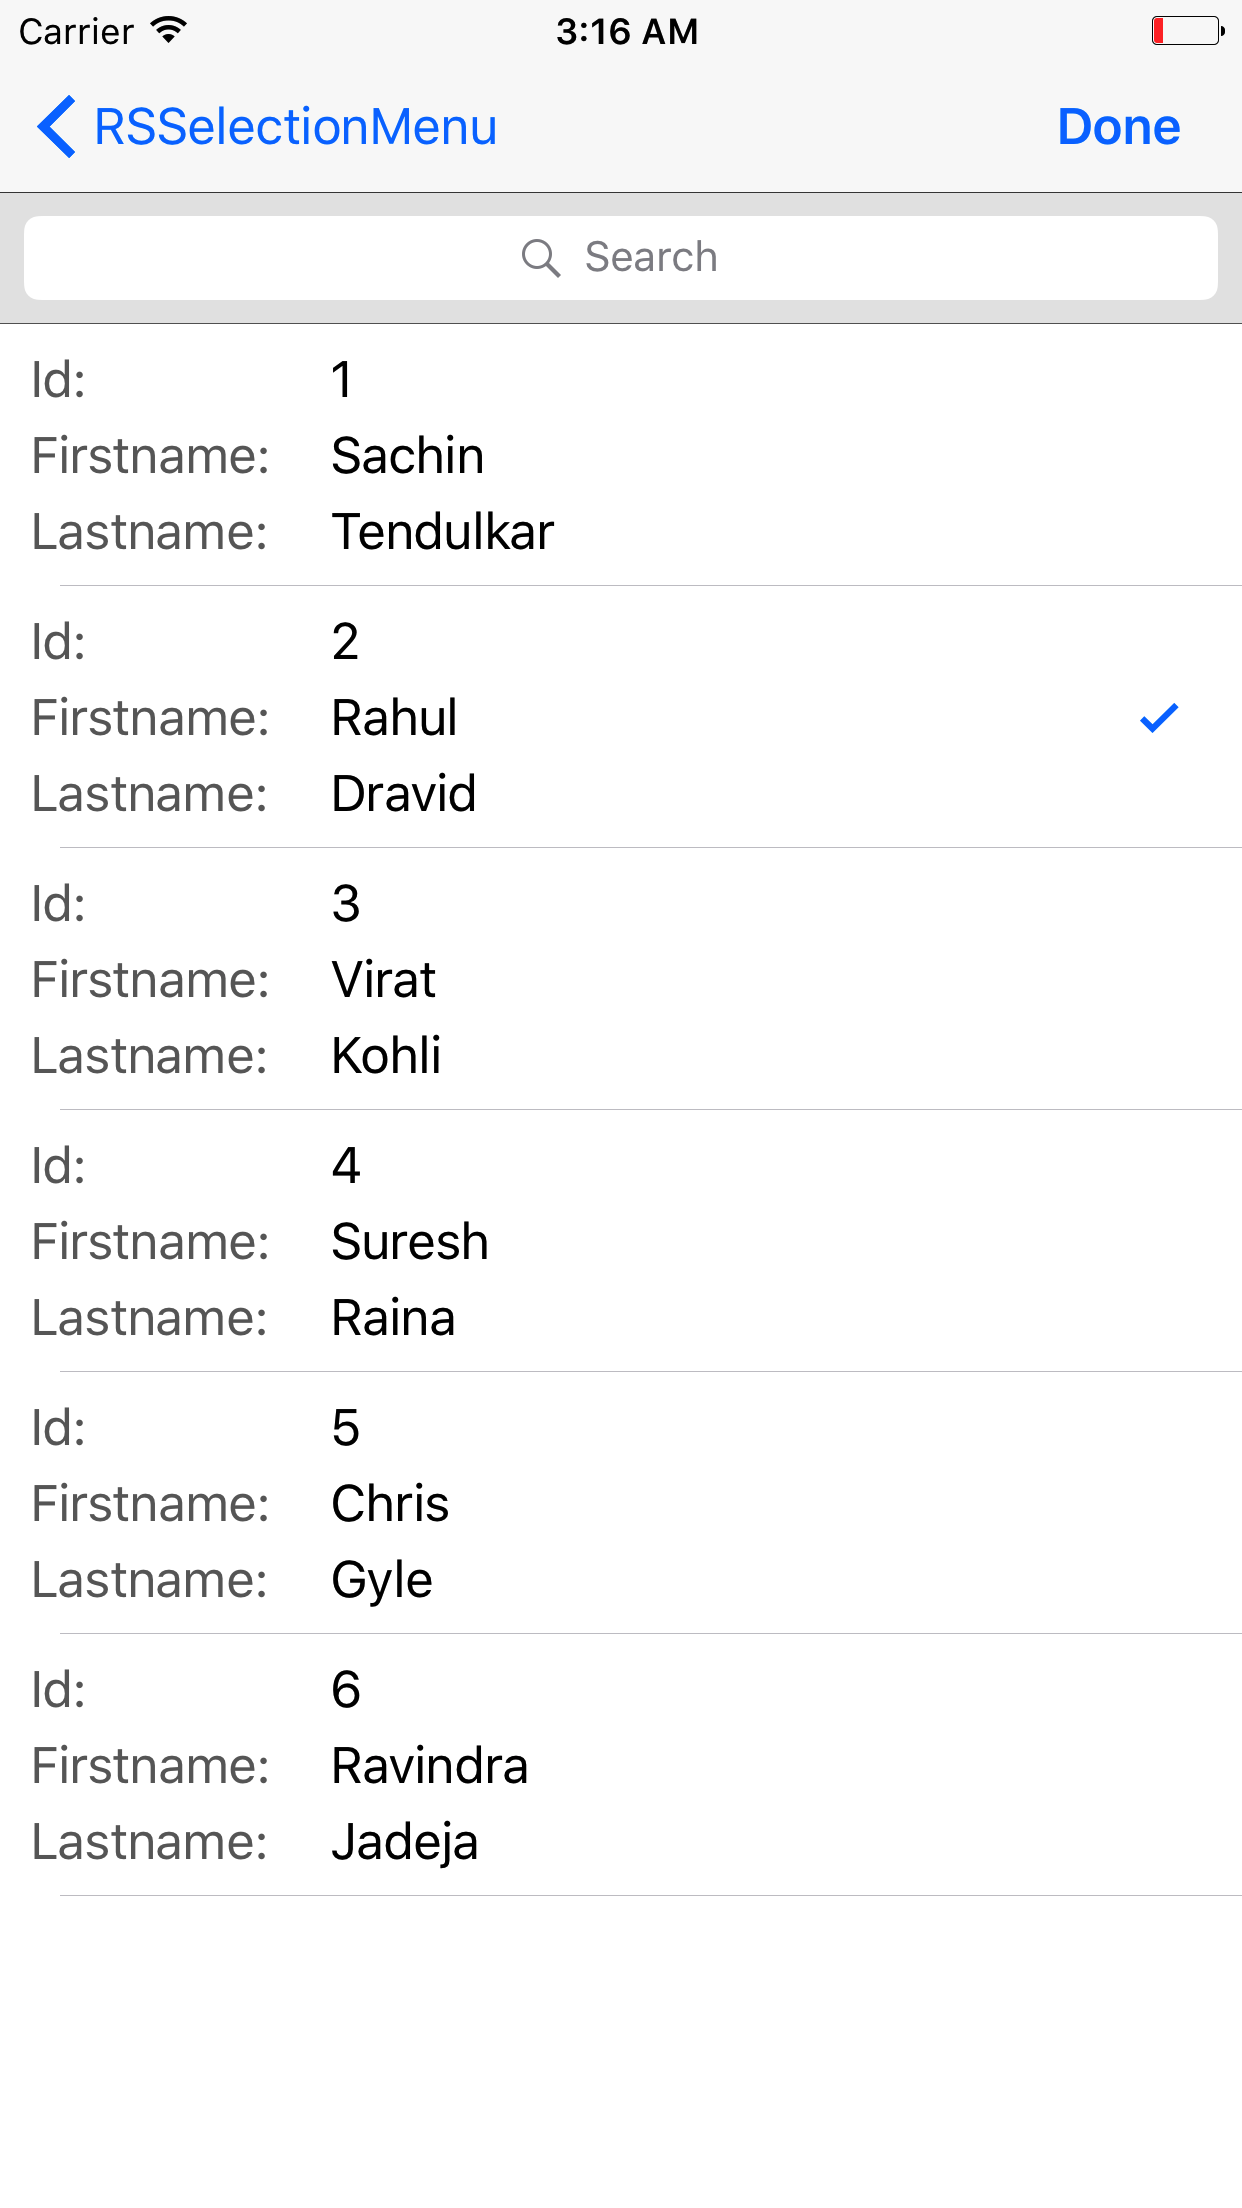 Carrier 3:16 AM
RSSelectionMenu Done
Search
Id: 1
Firstname: Sachin
Lastname: Tendulkar
Id: 2
Firstname: Rahul
Lastname: Dravid
Id: 3
Firstname: Virat
Lastname: Kohli
Id: 4
Firstname: Suresh
Lastname: Raina
Id: 5
Firstname: Chris
Lastname: Gyle
Id: 6
Firstname: Ravindra
Lastname: Jadeja